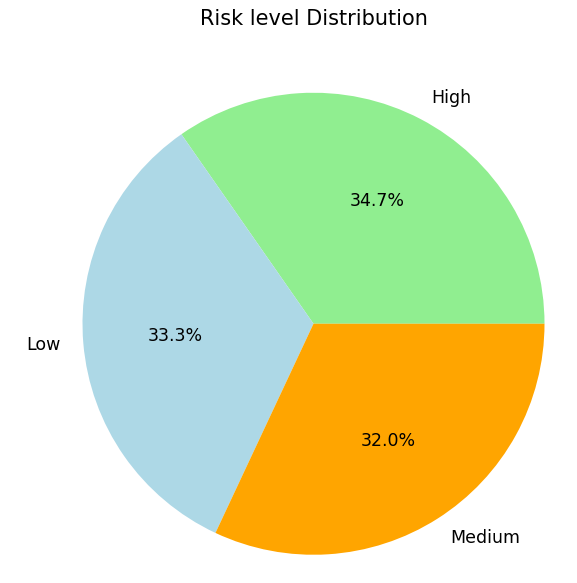 Risk level Distribution
High
34.7%
33.3%
Low
32.0%
Medium